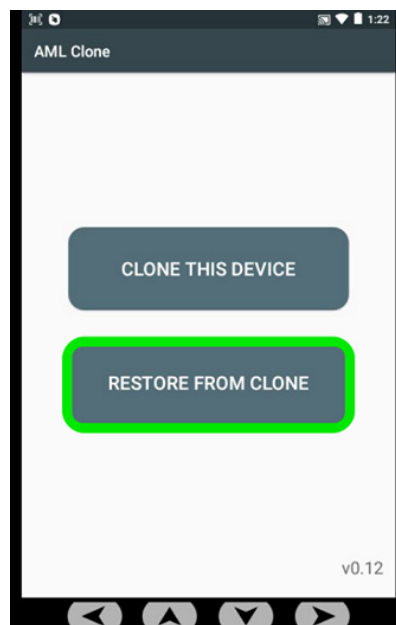 1:22
AML Clone
CLONE THIS DEVICE
RESTORE FROM CLONE
v0.12